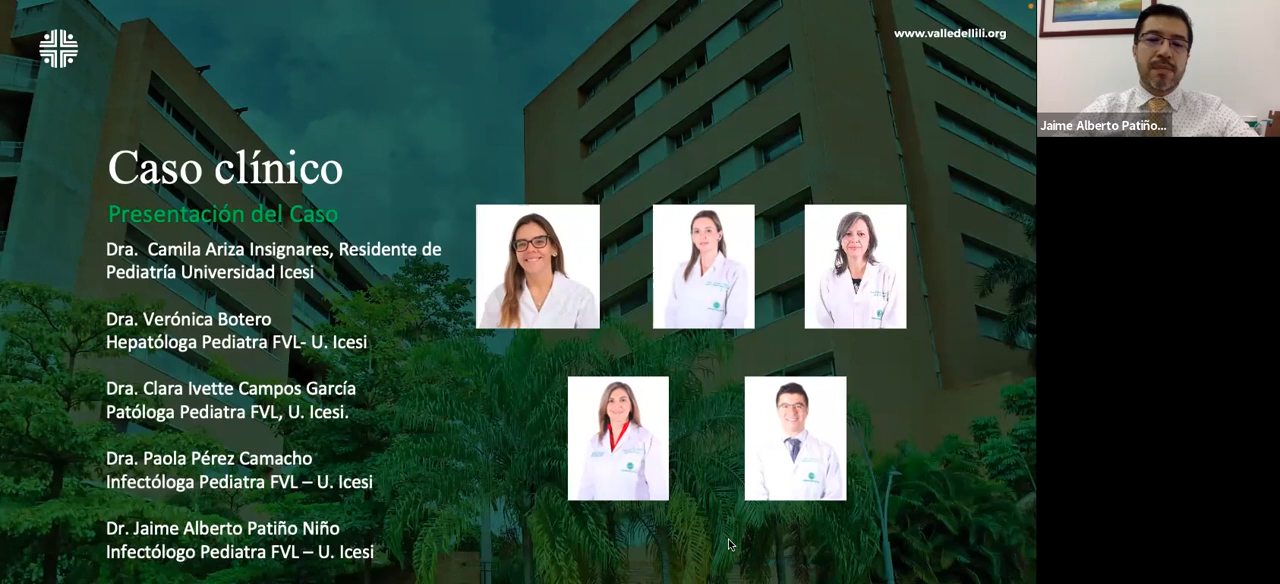 www.valledellili.org
Caso clínico
Presentación del Caso
Dra.  Camila Ariza Insignares, Residente de
Pediatría Universidad Icesi
Dra. Verónica Botero
Hepatóloga Pediatra FVL- U. Icesi
Dra. Clara Ivette Campos García
Patóloga Pediatra FVL, U. Icesi.
Dra. Paola Pérez Camacho
Infectóloga Pediatra FVL – U. Icesi
Dr. Jaime Alberto Patiño Niño
Infectólogo Pediatra FVL – U. Icesi
Jaime Alberto Patiño...